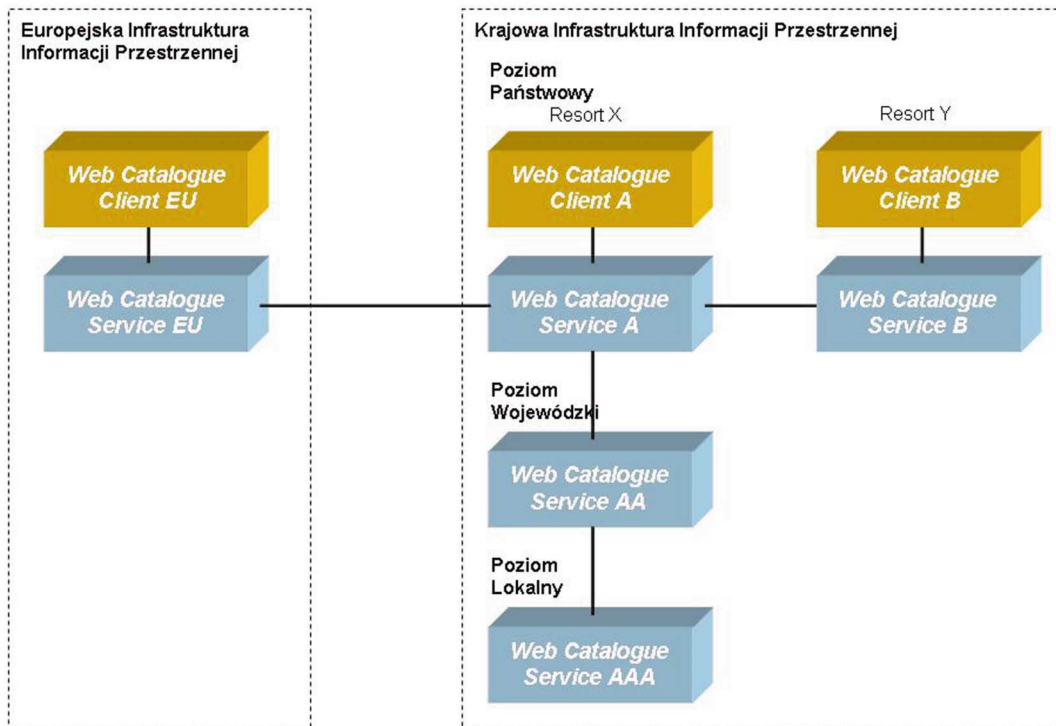 Europejska Infrastruktura
Informacji Przestrzennej
Web Catalogue
Client EU
Web Catalogue
Service EU
Krajowa Infrastruktura Informacji Przestrzennej
Poziom
Państwowy
Resort X
Resort Y
Web Catalogue
Client A
Web Catalogue
Client B
Web Catalogue
Service A
Web Catalogue
Service B
Poziom
Wojewódzki
Web Catalogue
Service AA
Poziom
Lokalny
Web Catalogue
Service AAA